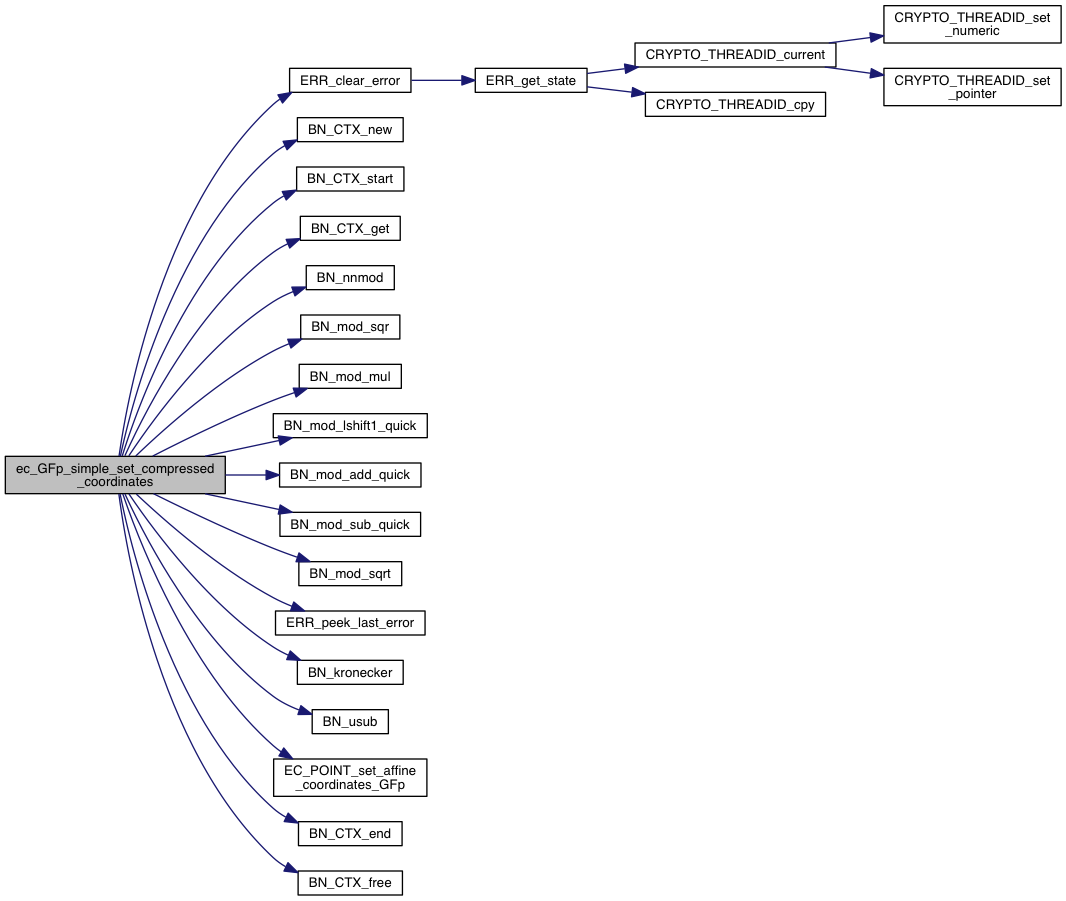 CRYPTO_THREADID_set
_numeric
CRYPTO_THREADID_current
ERR_clear_error
ERR_get_state
CRYPTO_THREADID_set
_pointer
CRYPTO_THREADID_cpy
BN_CTX_new
BN_CTX_start
BN_CTX_get
BN_nnmod
BN_mod_sqr
BN_mod_mul
BN_mod_lshift1_quick
ec_GFp_simple_set_compressed
_coordinates
BN_mod_add_quick
BN_mod_sub_quick
BN_mod_sqrt
ERR_peek_last_error
BN_kronecker
BN_usub
EC_POINT_set_affine
_coordinates_GFp
BN_CTX_end
BN_CTX_free